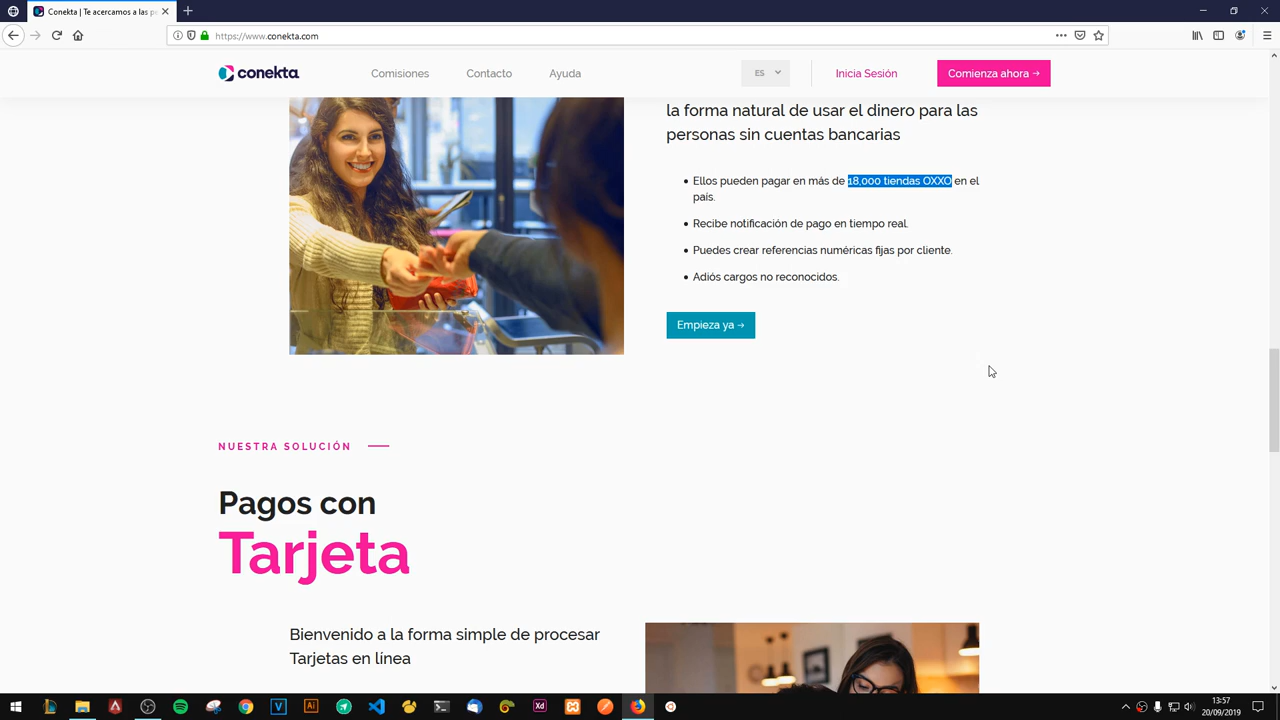 Conekta | Te acercamos a las pe
https://www.conekta.com
conekta
Comisiones
Contacto
Ayuda
ES
Inicia Sesión
Comienza ahora →
la forma natural de usar el dinero para las
personas sin cuentas bancarias
• Ellos pueden pagar en màs de 18,000 tiendas OXXO en el
país.
• Recibe notificación de pago en tiempo real.
• Puedes crear referencias numéricas fijas por cliente.
• Adiós cargos no reconocidos.
Empieza ya →
NUESTRA SOLUCIÓN
Pagos con
Tarjeta
Bienvenido a la forma simple de procesar
Tarjetas en línea
13:57
20/09/2019